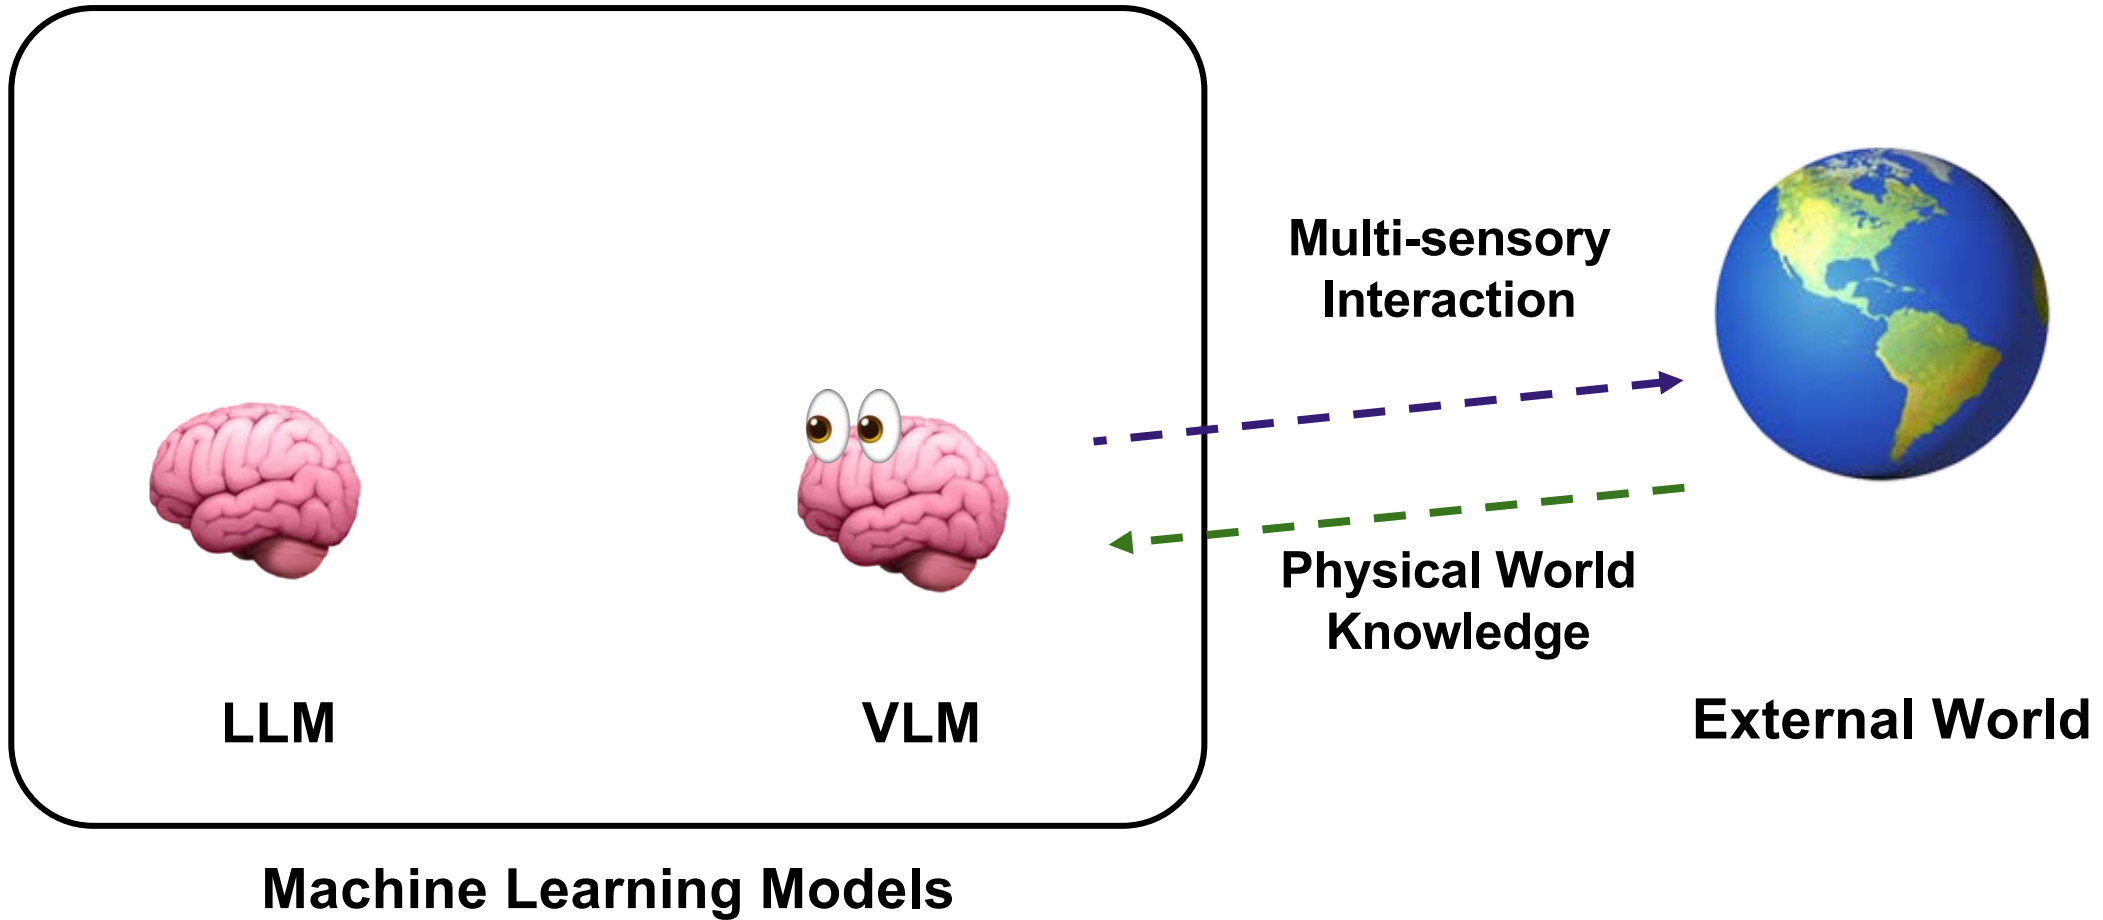 Multi-sensory
Interaction
Physical World
Knowledge
LLM
VLM
External World
Machine Learning Models